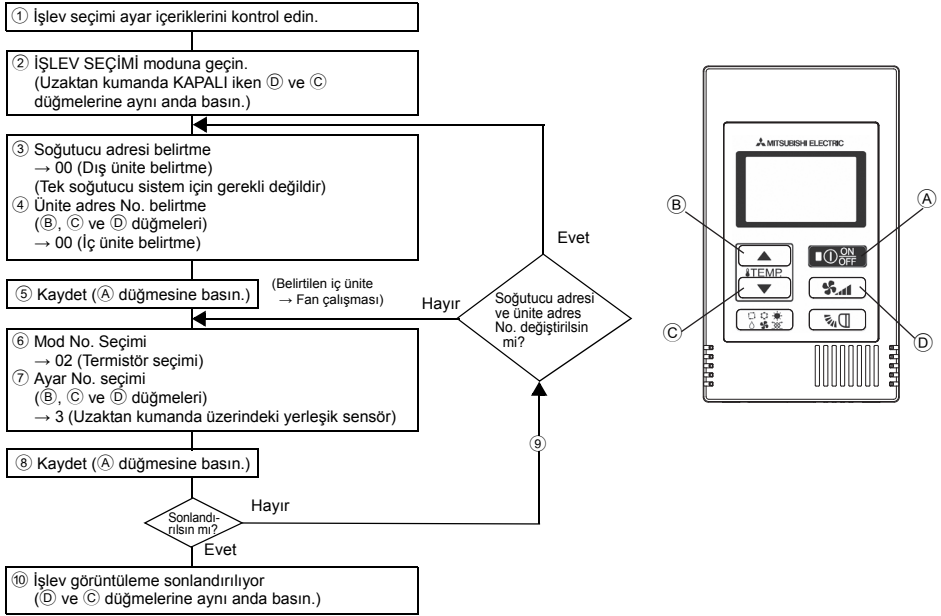 ① İşlev seçimi ayar içeriklerini kontrol edin.
② İŞLEV SEÇİMİ moduna geçin.
(Uzaktan kumanda KAPALI iken Ⓓ ve Ⓒ
düğmelerine aynı anda basın.)
③ Soğutucu adresi belirtme
→ 00 (Dış ünite belirtme)
(Tek soğutucu sistem için gerekli değildir)
④ Ünite adres No. belirtme
(Ⓑ, Ⓒ ve Ⓓ düğmeleri)
→ 00 (İç ünite belirtme)
⑤ Kaydet (Ⓐ düğmesine basın.)
(Belirtilen iç ünite
→ Fan çalışması)
Hayır
Evet
Soğutucu adresi
ve ünite adres
No. değiştirilsin
mi?
⑥ Mod No. Seçimi
→ 02 (Termistör seçimi)
⑦ Ayar No. seçimi
(Ⓑ, Ⓒ ve Ⓓ düğmeleri)
→ 3 (Uzaktan kumanda üzerindeki yerleşik sensör)
⑧ Kaydet (Ⓐ düğmesine basın.)
⑨
Sonlandı-
rılsın mı?
Hayır
Evet
⑩ İşlev görüntüleme sonlandırılıyor
(Ⓓ ve Ⓒ düğmelerine aynı anda basın.)
MITSUBISHI ELECTRIC
Ⓑ
Ⓐ
ON
OFF
TEMP.
Ⓒ
Ⓓ